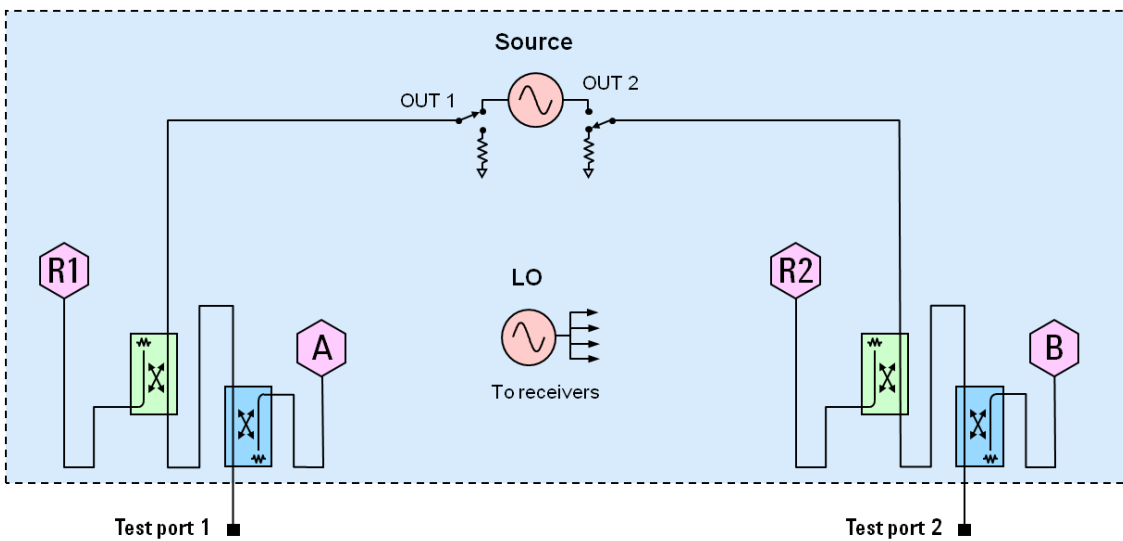 Source
OUT 1
OUT 2
R1
R2
LO
A
B
To receivers
Test port 1
Test port 2